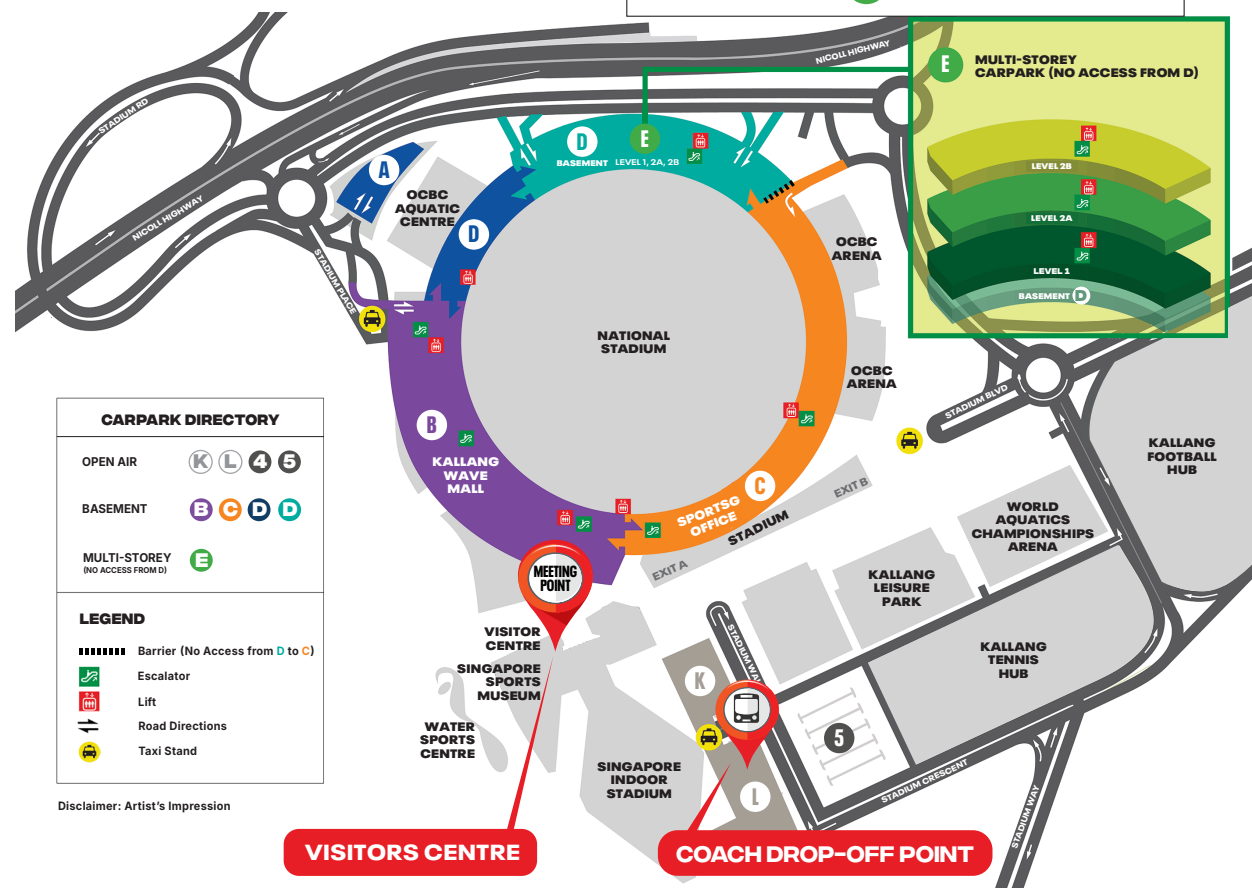 NICOLL HIGHWAY
E
MULTI-STOREY
CARPARK (NO ACCESS FROM D)
LEVEL 2B
LEVEL 2A
LEVEL 1
BASEMENT D
STADIUM RD
NICOLL HIGHWAY
A
OCBC
AQUATIC
CENTRE
D
BASEMENT
E
LEVEL 1, 2A, 2B
D
STADIUM PLACE
OCBC
ARENA
OCBC
ARENA
NATIONAL
STADIUM
STADIUM BLVD
B
KALLANG
WAVE
MALL
C
SPORTSG
OFFICE
EXIT A
STADIUM
EXIT B
KALLANG
FOOTBALL
HUB
WORLD
AQUATICS
CHAMPIONSHIPS
ARENA
KALLANG
LEISURE
PARK
KALLANG
TENNIS
HUB
MEETING
POINT
VISITOR
CENTRE
SINGAPORE
SPORTS
MUSEUM
WATER
SPORTS
CENTRE
SINGAPORE
INDOOR
STADIUM
STADIUM WAY
K
L
5
STADIUM CRESCENT
STADIUM WAY
CARPARK DIRECTORY
OPEN AIR K L 4 5
BASEMENT B C D D
MULTI-STOREY E
(NO ACCESS FROM D)
LEGEND
Barrier (No Access from D to C)
Escalator
Lift
Road Directions
Taxi Stand
Disclaimer: Artist's Impression
VISITORS CENTRE
COACH DROP-OFF POINT